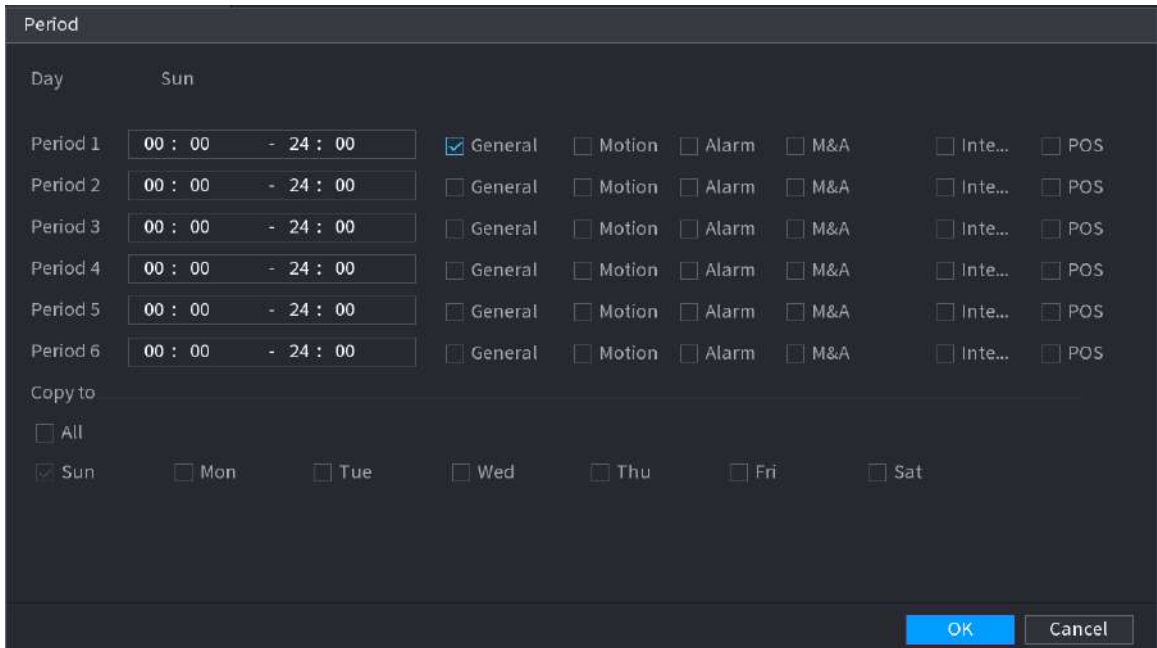 Period
Day Sun
Period 1 00 : 00 - 24 : 00 General Motion Alarm M&A Inte... POS
Period 2 00 : 00 - 24 : 00 General Motion Alarm M&A Inte... POS
Period 3 00 : 00 - 24 : 00 General Motion Alarm M&A Inte... POS
Period 4 00 : 00 - 24 : 00 General Motion Alarm M&A Inte... POS
Period 5 00 : 00 - 24 : 00 General Motion Alarm M&A Inte... POS
Period 6 00 : 00 - 24 : 00 General Motion Alarm M&A Inte... POS
Copy to
All
Sun Mon Tue Wed Thu Fri Sat
OK Cancel